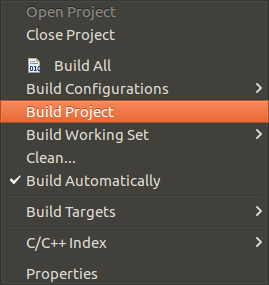 Open Project
Close Project
010
Build All
Build Configurations
Build Project
Build Working Set
Clean...
Build Automatically
Build Targets
C/C++ Index
Properties